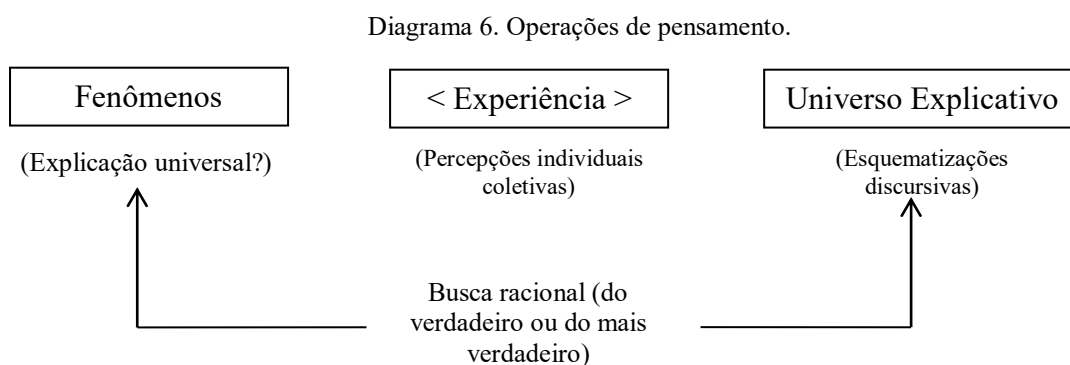 Diagrama 6. Operações de pensamento.
Fenômenos
< Experiência >
Universo Explicativo
(Explicação universal?)
(Percepções individuais
coletivas)
(Esquematizações
discursivas)
Busca racional (do
verdadeiro ou do mais
verdadeiro)